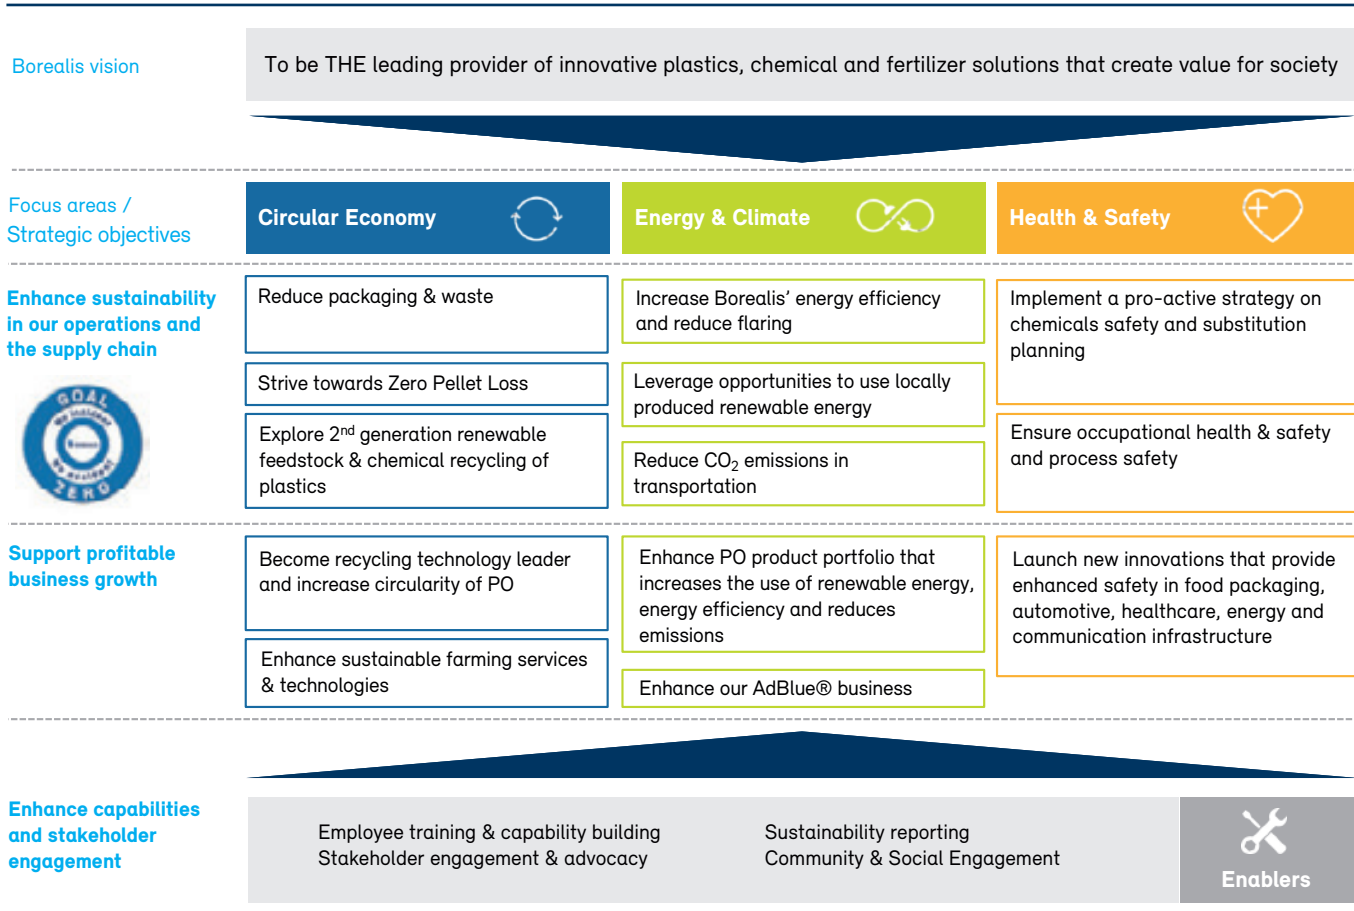 Borealis vision
To be THE leading provider of innovative plastics, chemical and fertilizer solutions that create value for society
Focus areas /
Strategic objectives
Circular Economy
Energy & Climate
Health & Safety
Enhance sustainability
in our operations and
the supply chain
GOAL
ZERO
Reduce packaging & waste
Strive towards Zero Pellet Loss
Explore 2nd generation renewable
feedstock & chemical recycling of
plastics
Increase Borealis’ energy efficiency
and reduce flaring
Leverage opportunities to use locally
produced renewable energy
Reduce CO2 emissions in
transportation
Implement a pro-active strategy on
chemicals safety and substitution
planning
Ensure occupational health & safety
and process safety
Support profitable
business growth
Become recycling technology leader
and increase circularity of PO
Enhance sustainable farming services
& technologies
Enhance PO product portfolio that
increases the use of renewable energy,
energy efficiency and reduces
emissions
Enhance our AdBlue® business
Launch new innovations that provide
enhanced safety in food packaging,
automotive, healthcare, energy and
communication infrastructure
Enhance capabilities
and stakeholder
engagement
Employee training & capability building
Stakeholder engagement & advocacy
Sustainability reporting
Community & Social Engagement
Enablers